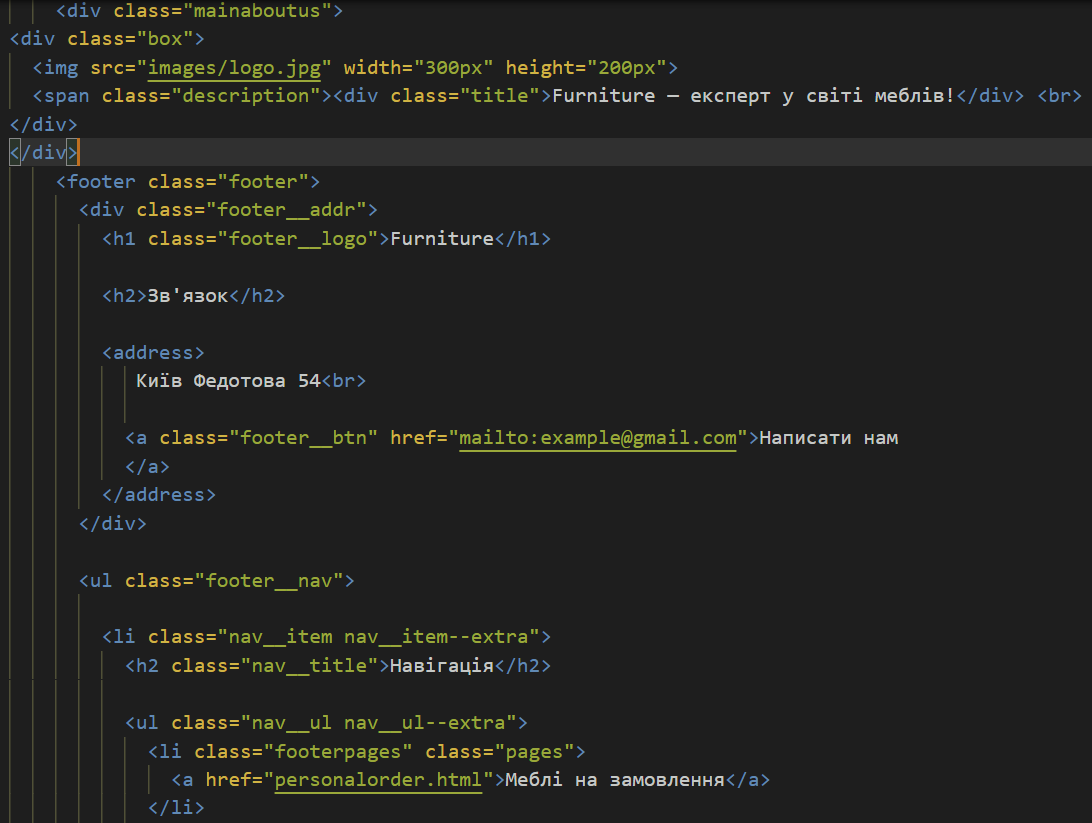 <div class="mainaboutus">
<div class="box">
<img src="images/logo.jpg" width="300px" height="200px">
<span class="description"><div class="title">Furniture — експерт у світі меблів!</div> <br>
</div>
</div>
<footer class="footer">
<div class="footer__addr">
<h1 class="footer__logo">Furniture</h1>
<h2>Зв'язок</h2>
<address>
Київ Федотова 54<br>
<a class="footer__btn" href="mailto:example@gmail.com">Написати нам
</a>
</address>
</div>
<ul class="footer__nav">
<li class="nav__item nav__item--extra">
<h2 class="nav__title">Навігація</h2>
<ul class="nav__ul nav__ul--extra">
<li class="footerpages" class="pages">
<a href="personalorder.html">Меблі на замовлення</a>
</li>